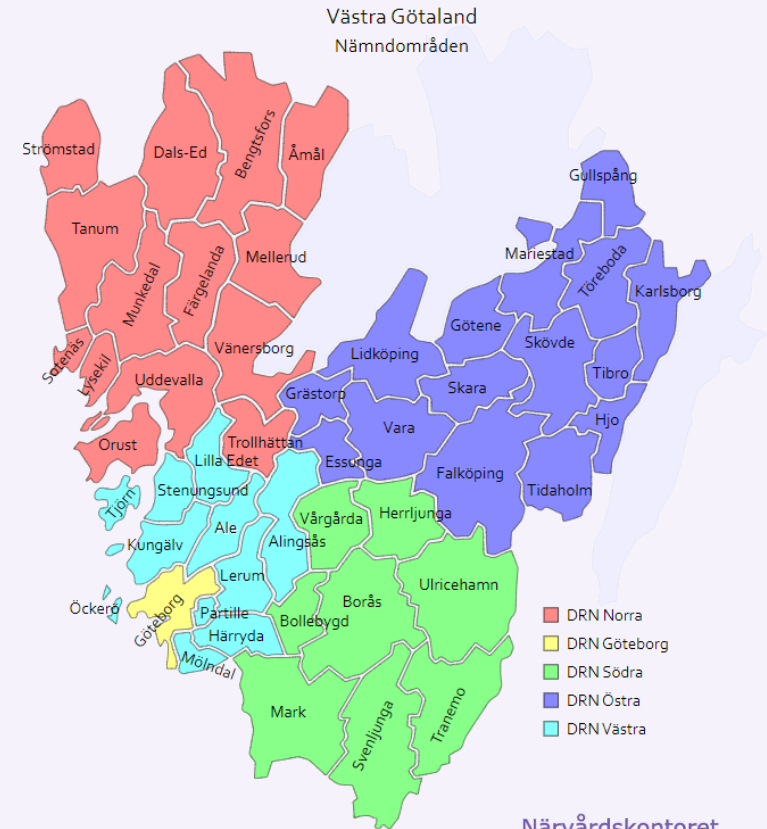 Västra Götaland
Nämndområden
Strömstad
Dals-Ed
Bengtsfors
Åmål
Gullspång
Tanum
Mellerud
Mariestad
Töreboda
Munkedal
Färgelanda
Karlsborg
Götene
Skövde
Vänersborg
Lidköping
Sotenäs
Lysekil
Uddevalla
Tibro
Grästorp
Skara
Hjo
Vara
Orust
Trollhättan
Lilla Edet
Essunga
Falköping
Stenungsund
Tidaholm
Tjörn
Vårgårda
Herrljunga
Ale
Kungälv
Alingsås
Lerum
Ulricehamn
Öckerö
Göteborg
Partille
Borås
Bollebygd
Härryda
Mölndal
Mark
Svenljunga
Tranemo
DRN Norra
DRN Göteborg
DRN Södra
DRN Östra
DRN Västra
Närvårdskontoret